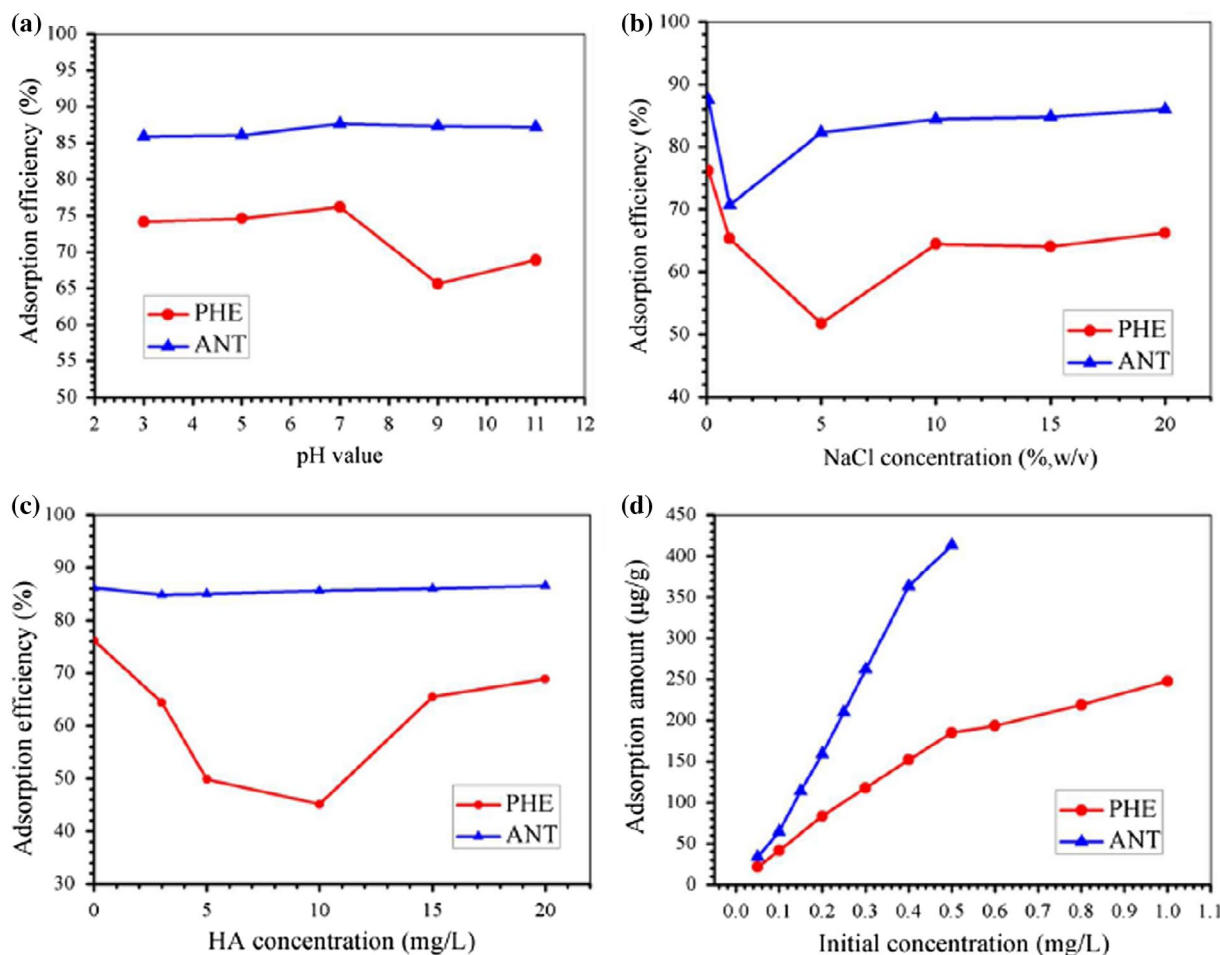 (a)
Adsorption efficiency (%)
100
95
90
85
80
75
70
65
60
55
50
PHE
ANT
2 3 4 5 6 7 8 9 10 11 12
pH value
(b)
Adsorption efficiency (%)
100
90
80
70
60
50
40
PHE
ANT
0 5 10 15 20
NaCl concentration (%,w/v)
(c)
Adsorption efficiency (%)
100
90
80
70
60
50
40
30
PHE
ANT
0 5 10 15 20
HA concentration (mg/L)
(d)
Adsorption amount (μg/g)
450
400
350
300
250
200
150
100
50
0
PHE
ANT
0.0 0.1 0.2 0.3 0.4 0.5 0.6 0.7 0.8 0.9 1.0 1.1
Initial concentration (mg/L)